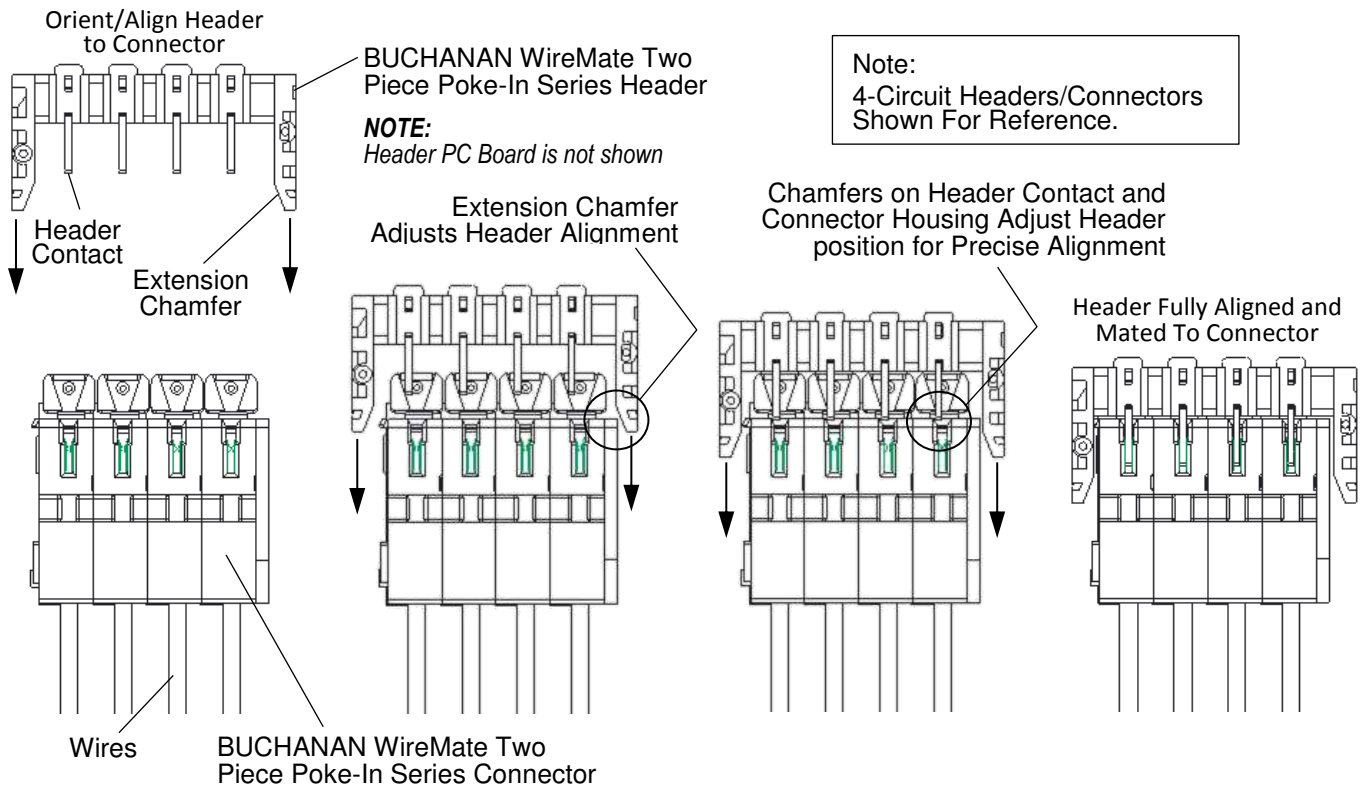 Orient/Align Header
to Connector
BUCHANAN WireMate Two
Piece Poke-In Series Header
NOTE:
Header PC Board is not shown
Note:
4-Circuit Headers/Connectors
Shown For Reference.
Header
Contact
Extension
Chamfer
Extension Chamfer
Adjusts Header Alignment
Chamfers on Header Contact and
Connector Housing Adjust Header
position for Precise Alignment
Header Fully Aligned and
Mated To Connector
Wires
BUCHANAN WireMate Two
Piece Poke-In Series Connector